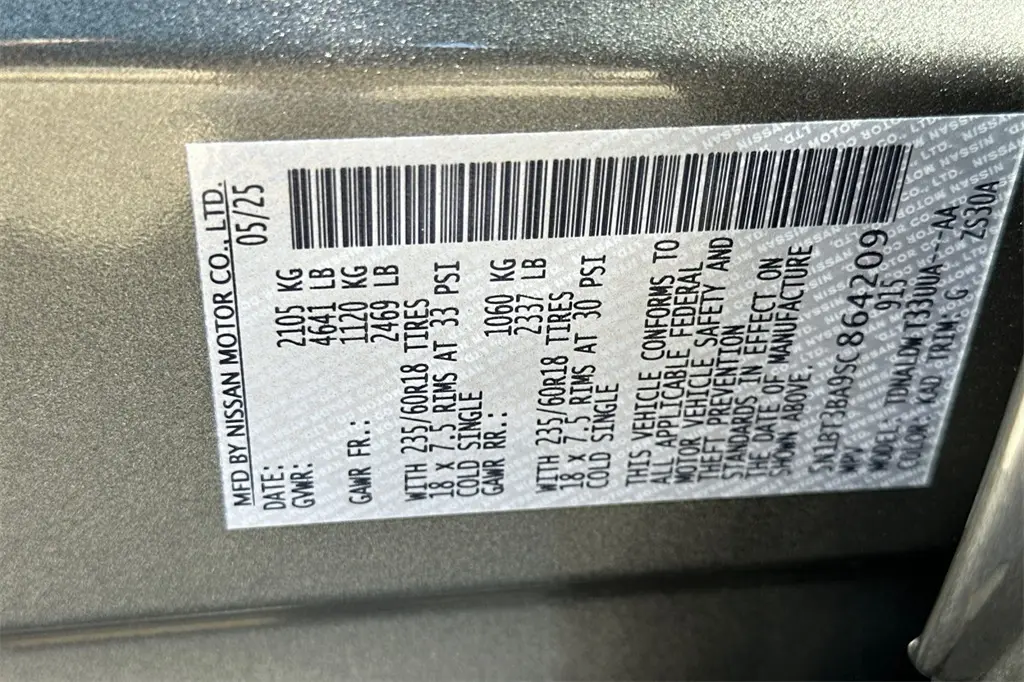 MFD BY NISSAN MOTOR CO., LTD.
DATE: 05/25
GVWR: 2105 KG
4641 LB
GAWR FR.: 1120 KG
2469 LB
WITH 235/60R18 TIRES
18 X 7.5 RIMS AT 33 PSI
COLD SINGLE
GAWR RR.: 1060 KG
2337 LB
WITH 235/60R18 TIRES
18 X 7.5 RIMS AT 30 PSI
COLD SINGLE
THIS VEHICLE CONFORMS TO
ALL APPLICABLE FEDERAL
MOTOR VEHICLE SAFETY AND
THEFT PREVENTION
STANDARDS IN EFFECT ON
THE DATE OF MANUFACTURE
SHOWN ABOVE.
5N1BT3BA9SC864209
MPV 915
MODEL: TDNALDWT33UUA--AA
COLOR: KAD TRIM: G ZS30A